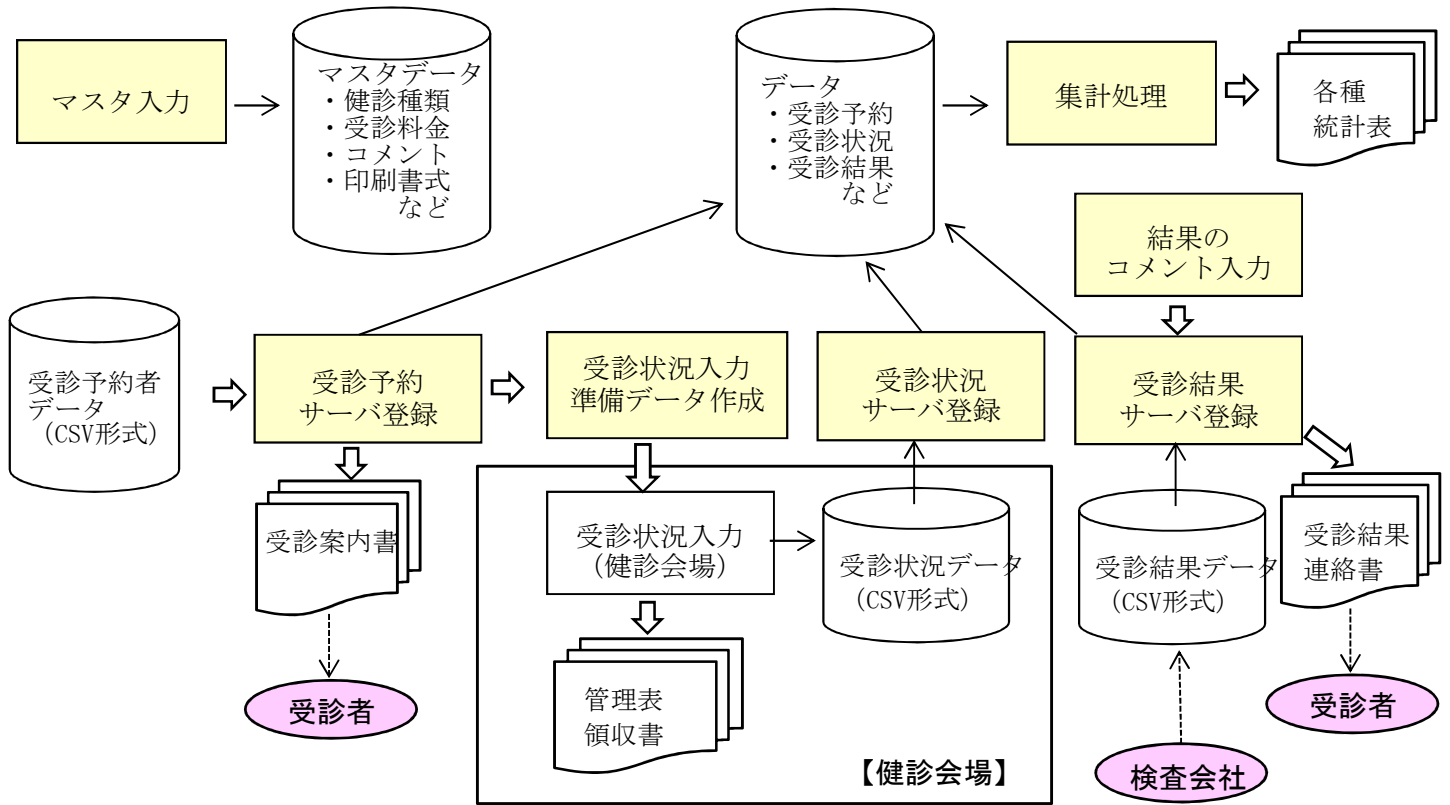 マスタ入力
マスタデータ
・健診種類
・受診料金
・コメント
・印刷書式
など
データ
・受診予約
・受診状況
・受診結果
など
集計処理
各種
統計表
結果の
コメント入力
受診予約者
データ
(CSV形式)
受診予約
サーバ登録
受診状況入力
準備データ作成
受診状況
サーバ登録
受診結果
サーバ登録
受診案内書
受診状況入力
(健診会場)
受診状況データ
(CSV形式)
受診結果データ
(CSV形式)
受診結果
連絡書
管理表
領収書
受診者
【健診会場】
検査会社
受診者